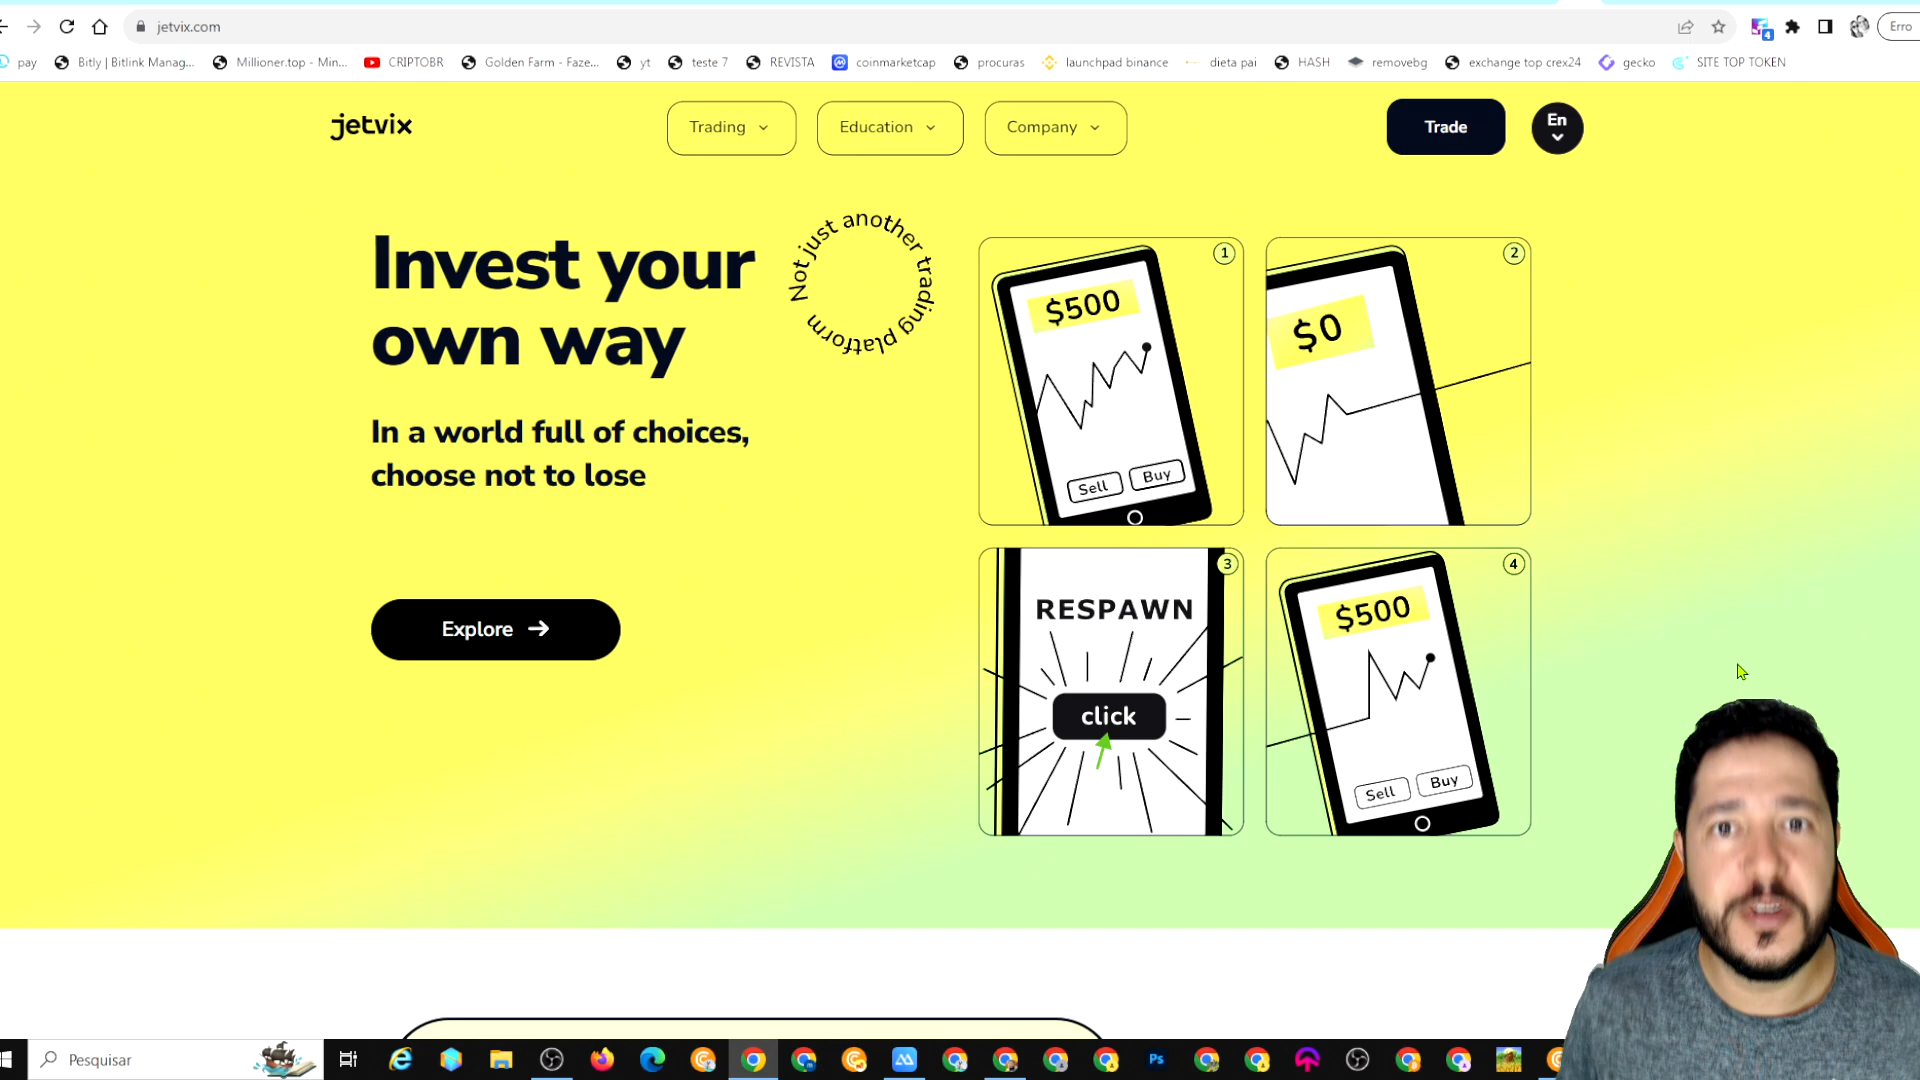 jetvix.com
Erro
4
pay
Bitly | Bitlink Manag...
Millioner.top - Min...
CRIPTOBR
Golden Farm - Faze...
yt
teste 7
REVISTA
coinmarketcap
procuras
launchpad binance
dieta pai
HASH
removebg
exchange top crex24
gecko
SITE TOP TOKEN
jetvix
Trading
Education
Company
Trade
En
Invest your
own way
Not just another trading platform
In a world full of choices,
choose not to lose
Explore
1
$500
Sell
Buy
2
$0
3
RESPAWN
click
4
$500
Sell
Buy
Pesquisar
Ps